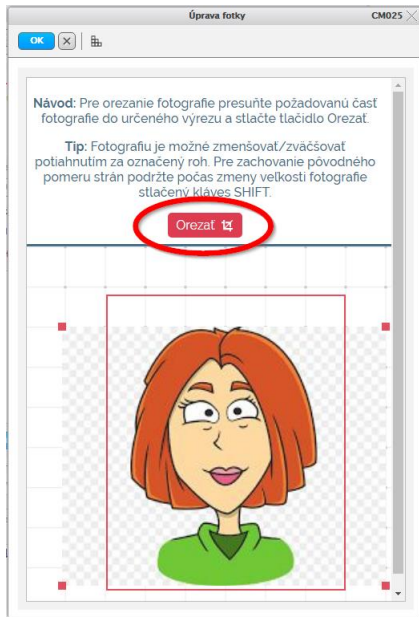 Úprava fotky CM025
OK
Návod: Pre orezanie fotografie presuňte požadovanú časť
fotografie do určeného výrezu a stlačte tlačidlo Orezať.
Tip: Fotografiu je možné zmenšovať/zväčšovať
potiahnutím za označený roh. Pre zachovanie pôvodného
pomeru strán podržte počas zmeny veľkosti fotografie
stlačený kláves SHIFT.
Orezať